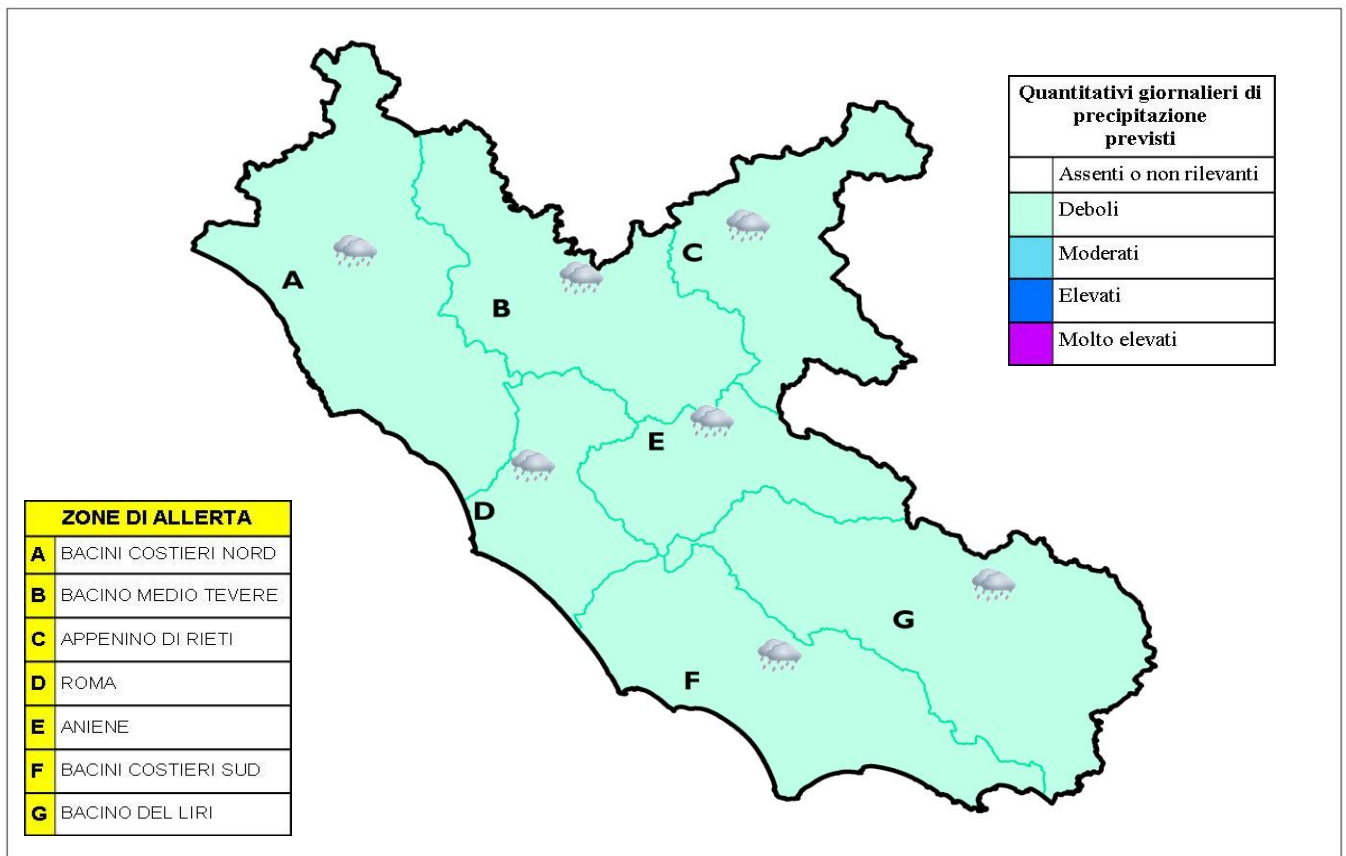 Quantitativi giornalieri di
precipitazione
previsti
Assenti o non rilevanti
Deboli
Moderati
Elevati
Molto elevati
A
B
C
D
E
F
G
ZONE DI ALLERTA
A BACINI COSTIERI NORD
B BACINO MEDIO TEVERE
C APPENINO DI RIETI
D ROMA
E ANIENE
F BACINI COSTIERI SUD
G BACINO DEL LIRI